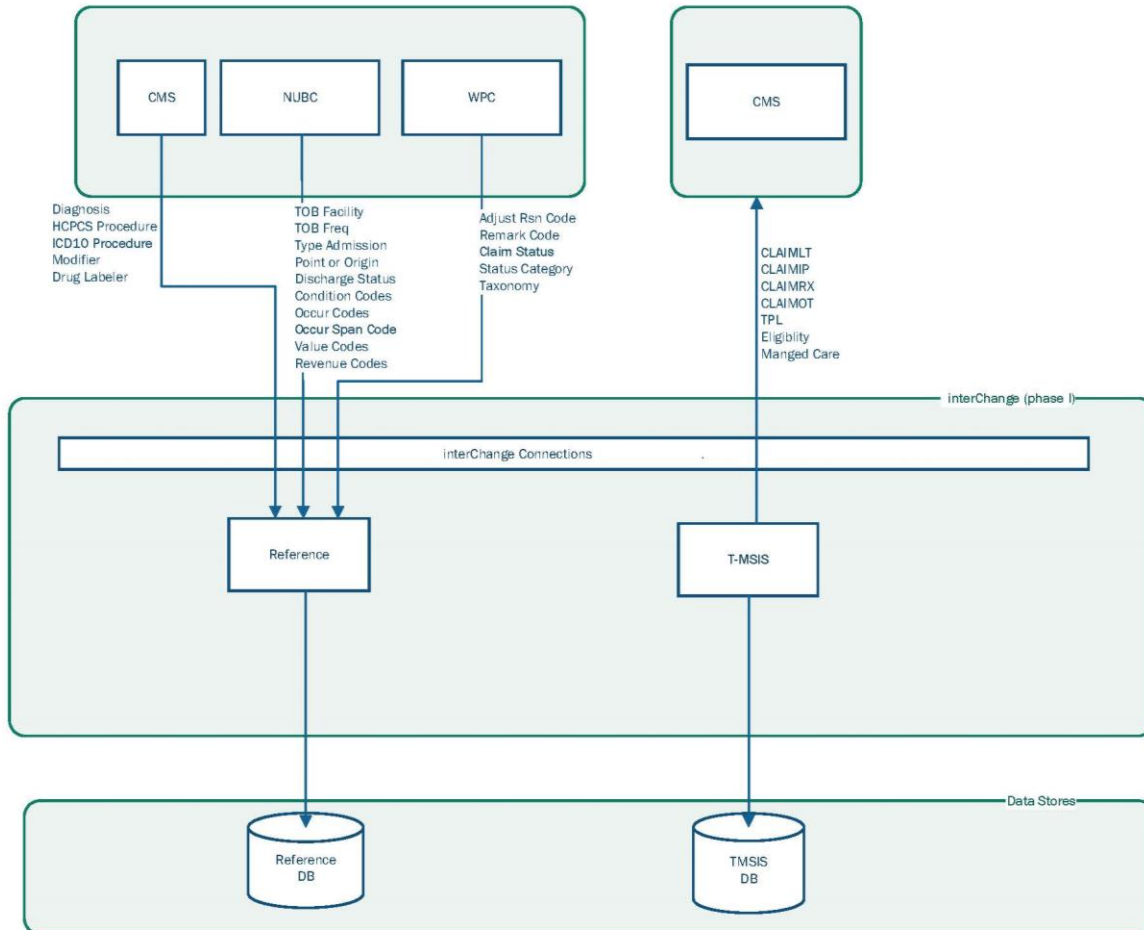 CMS
NUBC
WPC
CMS
Diagnosis
HCPCS Procedure
ICD10 Procedure
Modifier
Drug Labeler
TOB Facility
TOB Freq
Type Admission
Point or Origin
Discharge Status
Condition Codes
Occur Codes
Occur Span Code
Value Codes
Revenue Codes
Adjust Rsn Code
Remark Code
Claim Status
Status Category
Taxonomy
CLAIMLT
CLAIMIP
CLAIMRX
CLAIMOT
TPL
Eligiblity
Manged Care
interChange (phase I)
interChange Connections
Reference
T-MSIS
Data Stores
Reference
DB
TMSIS
DB